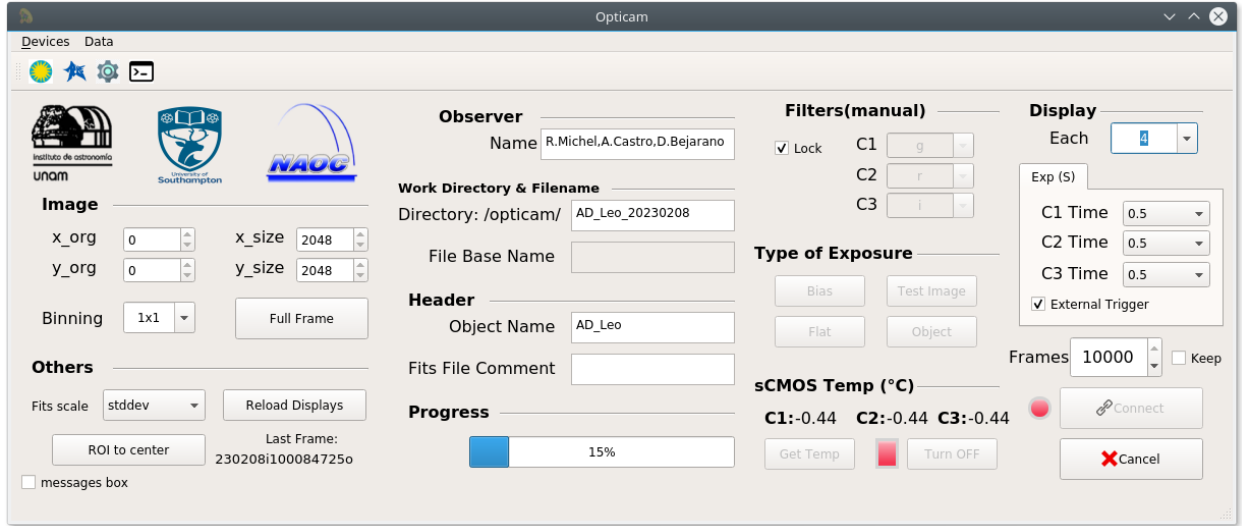 Opticam
Devices Data
instituto de astronomía
unam
University of
Southampton
NAOC
Image
x_org 0 x_size 2048
y_org 0 y_size 2048
Binning 1x1 Full Frame
Others
Fits scale stddev Reload Displays
ROI to center Last Frame:
230208i100084725o
messages box
Observer
Name R.Michel,A.Castro,D.Bejarano
Work Directory & Filename
Directory: /opticam/ AD_Leo_20230208
File Base Name
Header
Object Name AD_Leo
Fits File Comment
Progress
15%
Filters(manual)
Lock C1 g
C2 r
C3 i
Type of Exposure
Bias Test Image
Flat Object
sCMOS Temp (°C)
C1:-0.44 C2:-0.44 C3:-0.44
Get Temp Turn OFF
Display
Each 4
Exp (S)
C1 Time 0.5
C2 Time 0.5
C3 Time 0.5
External Trigger
Frames 10000 Keep
Connect
Cancel